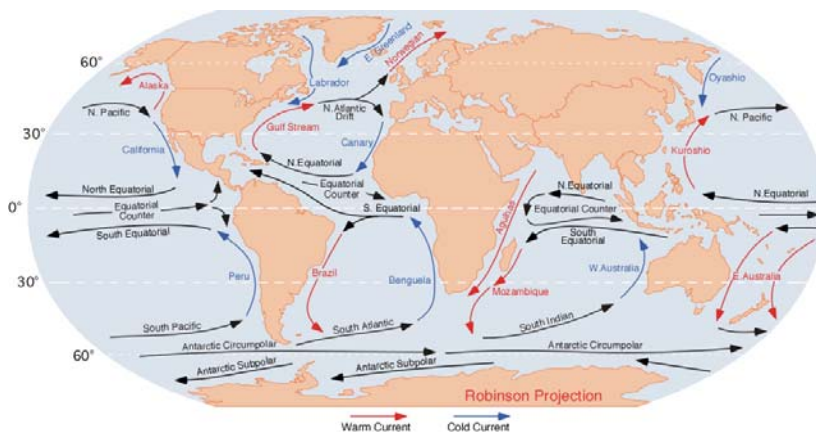 60°
30°
0°
30°
60°
E.Greenland
Norwegian
Labrador
Alaska
Oyashio
N. Pacific
N. Atlantic
Drift
N. Pacific
Gulf Stream
California
Canary
Kuroshio
N.Equatorial
North Equatorial
Equatorial
Counter
N.Equatorial
N.Equatorial
Equatorial
Counter
S. Equatorial
Equatorial Counter
South Equatorial
Agulhas
South
Equatorial
Peru
Brazil
Benguela
Mozambique
W.Australia
E.Australia
South Pacific
South Atlantic
South Indian
Antarctic Circumpolar
Antarctic Circumpolar
Antarctic Subpolar
Antarctic Subpolar
Robinson Projection
Warm Current
Cold Current